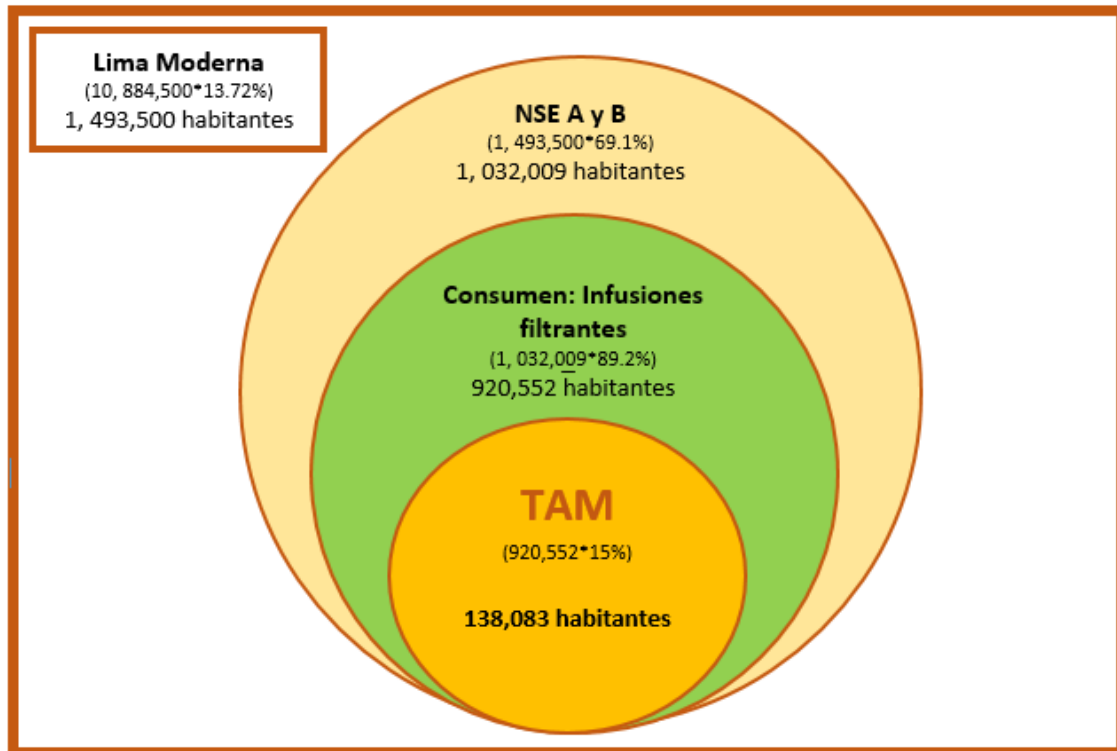 Lima Moderna
(10, 884,500*13.72%)
1, 493,500 habitantes
NSE A y B
(1, 493,500*69.1%)
1, 032,009 habitantes
Consumen: Infusiones
filtrantes
(1, 032,009*89.2%)
920,552 habitantes
TAM
(920,552*15%)
138,083 habitantes